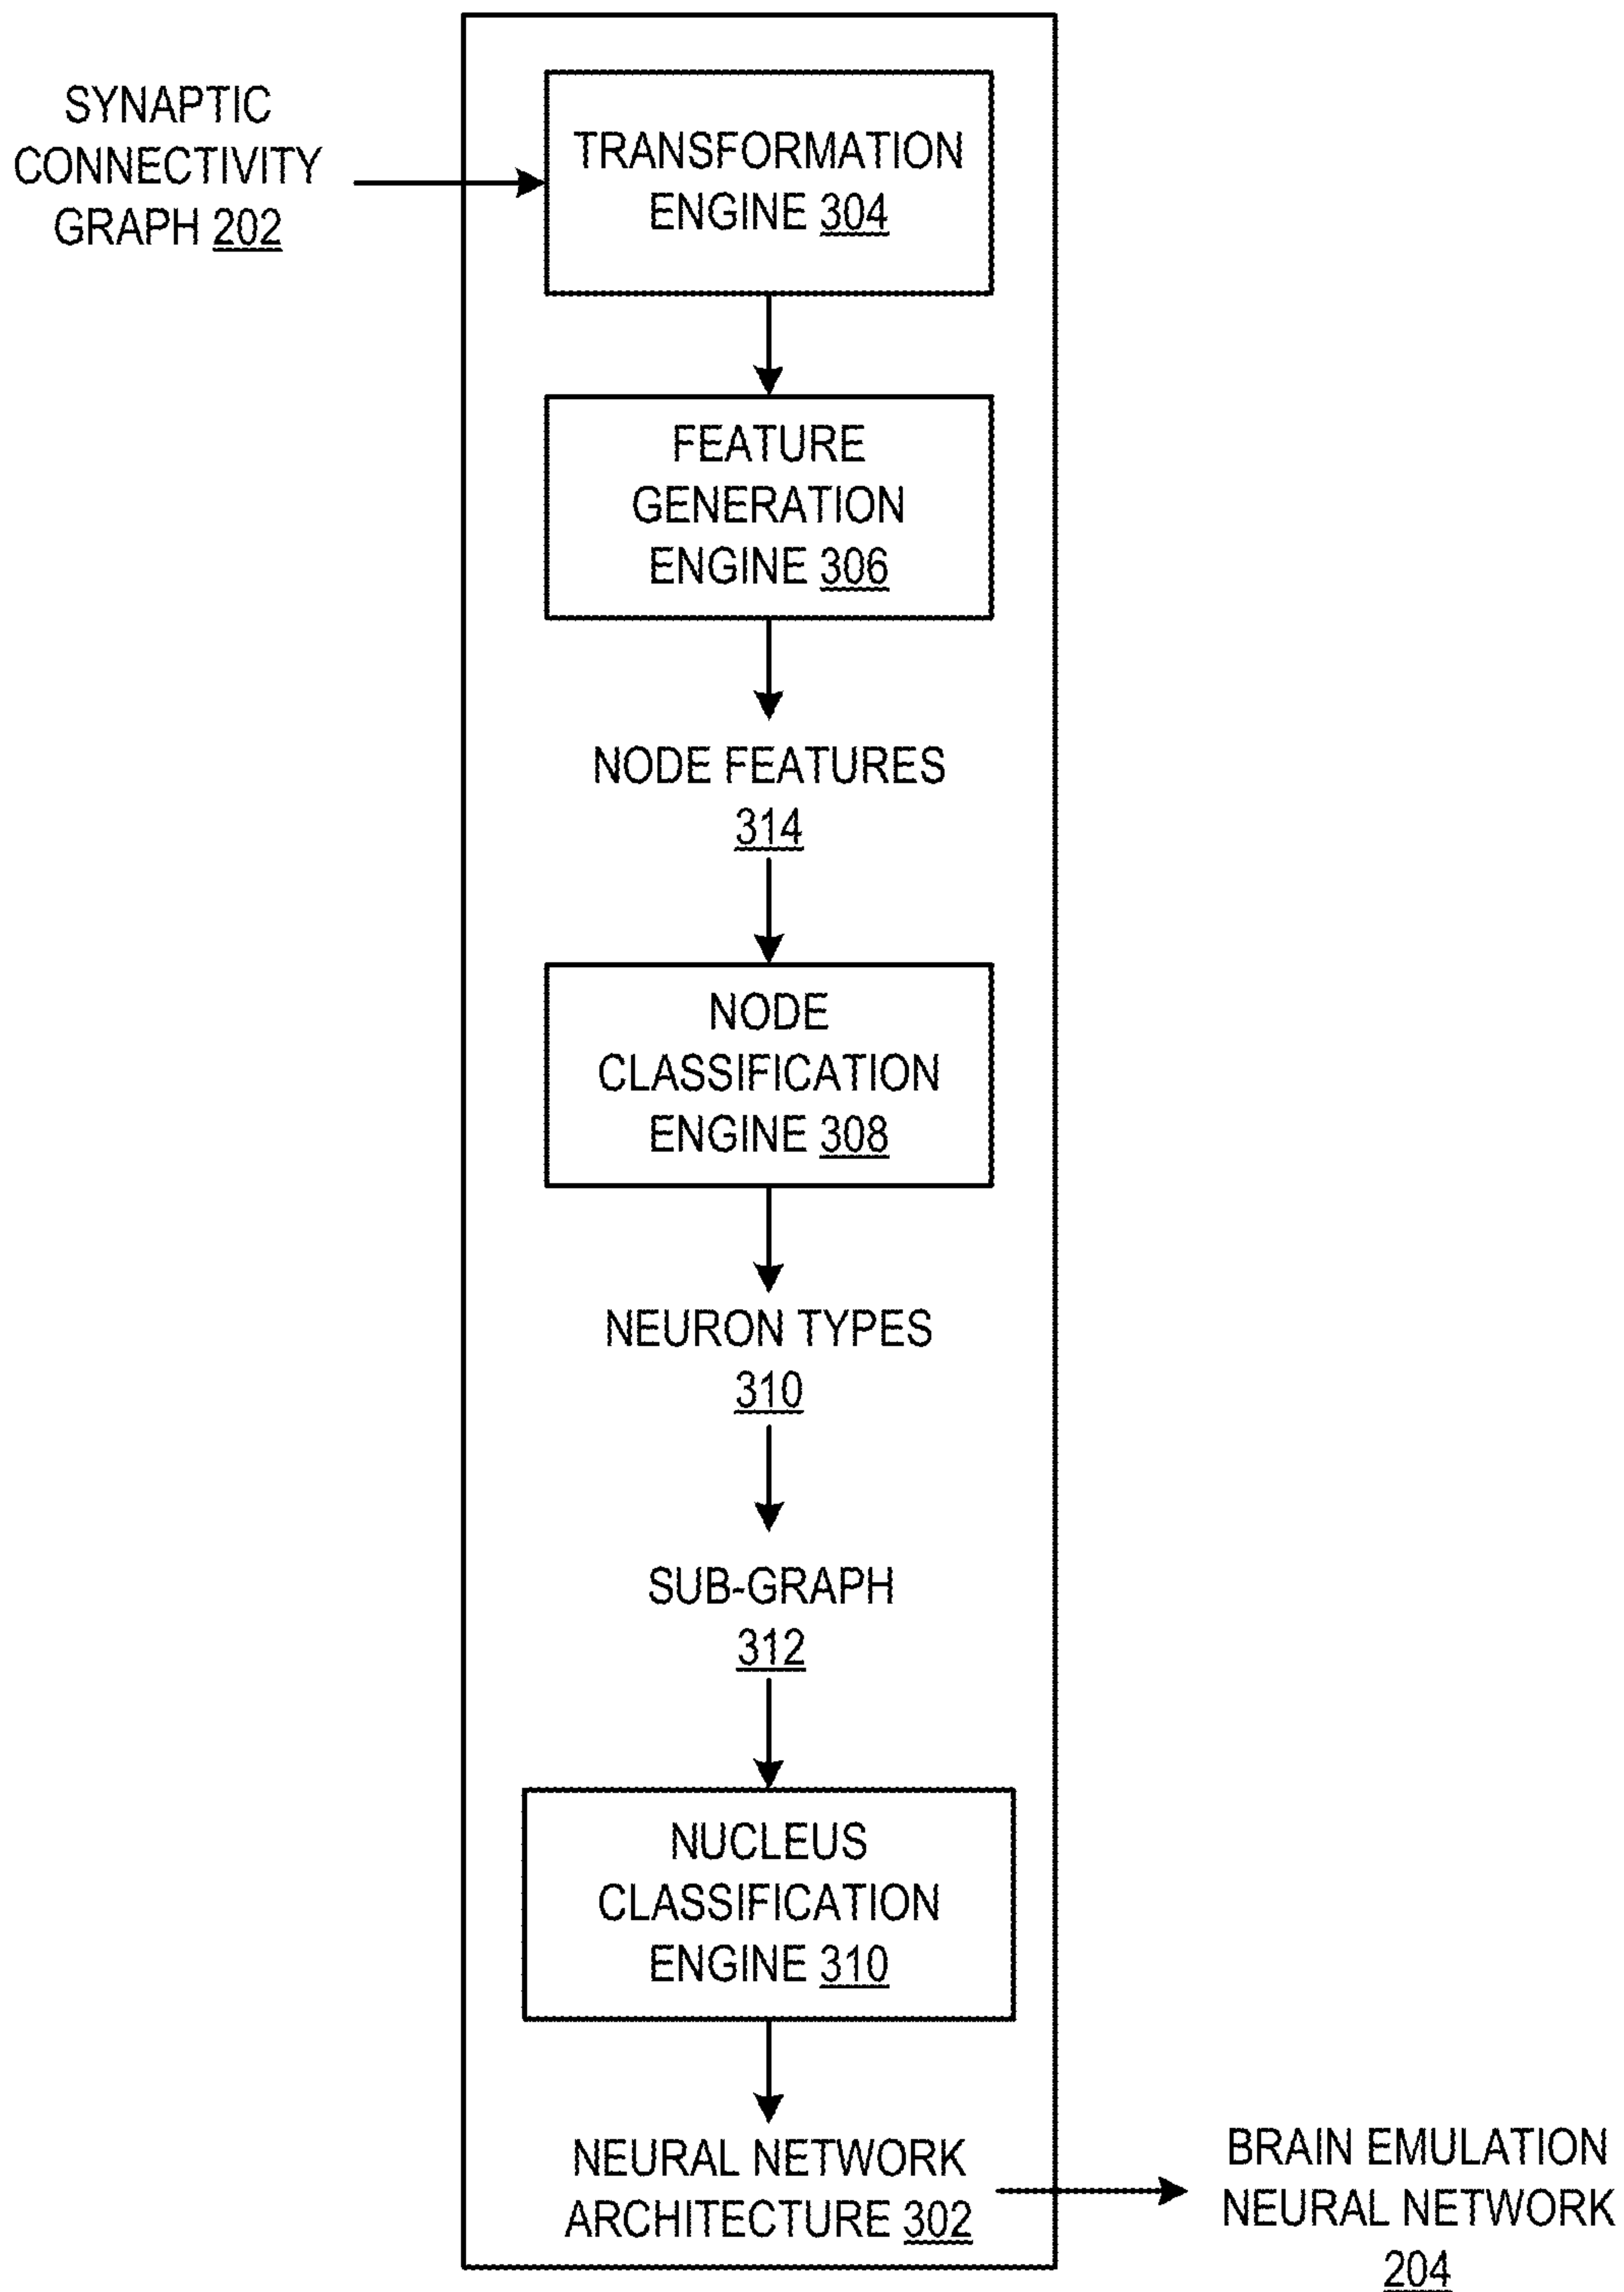 SYNAPTIC
CONNECTIVITY
GRAPH 202
TRANSFORMATION
ENGINE 304
FEATURE
GENERATION
ENGINE 306
NODE FEATURES
314
NODE
CLASSIFICATION
ENGINE 308
NEURON TYPES
310
SUB-GRAPH
312
NUCLEUS
CLASSIFICATION
ENGINE 310
NEURAL NETWORK
ARCHITECTURE 302
BRAIN EMULATION
NEURAL NETWORK
204